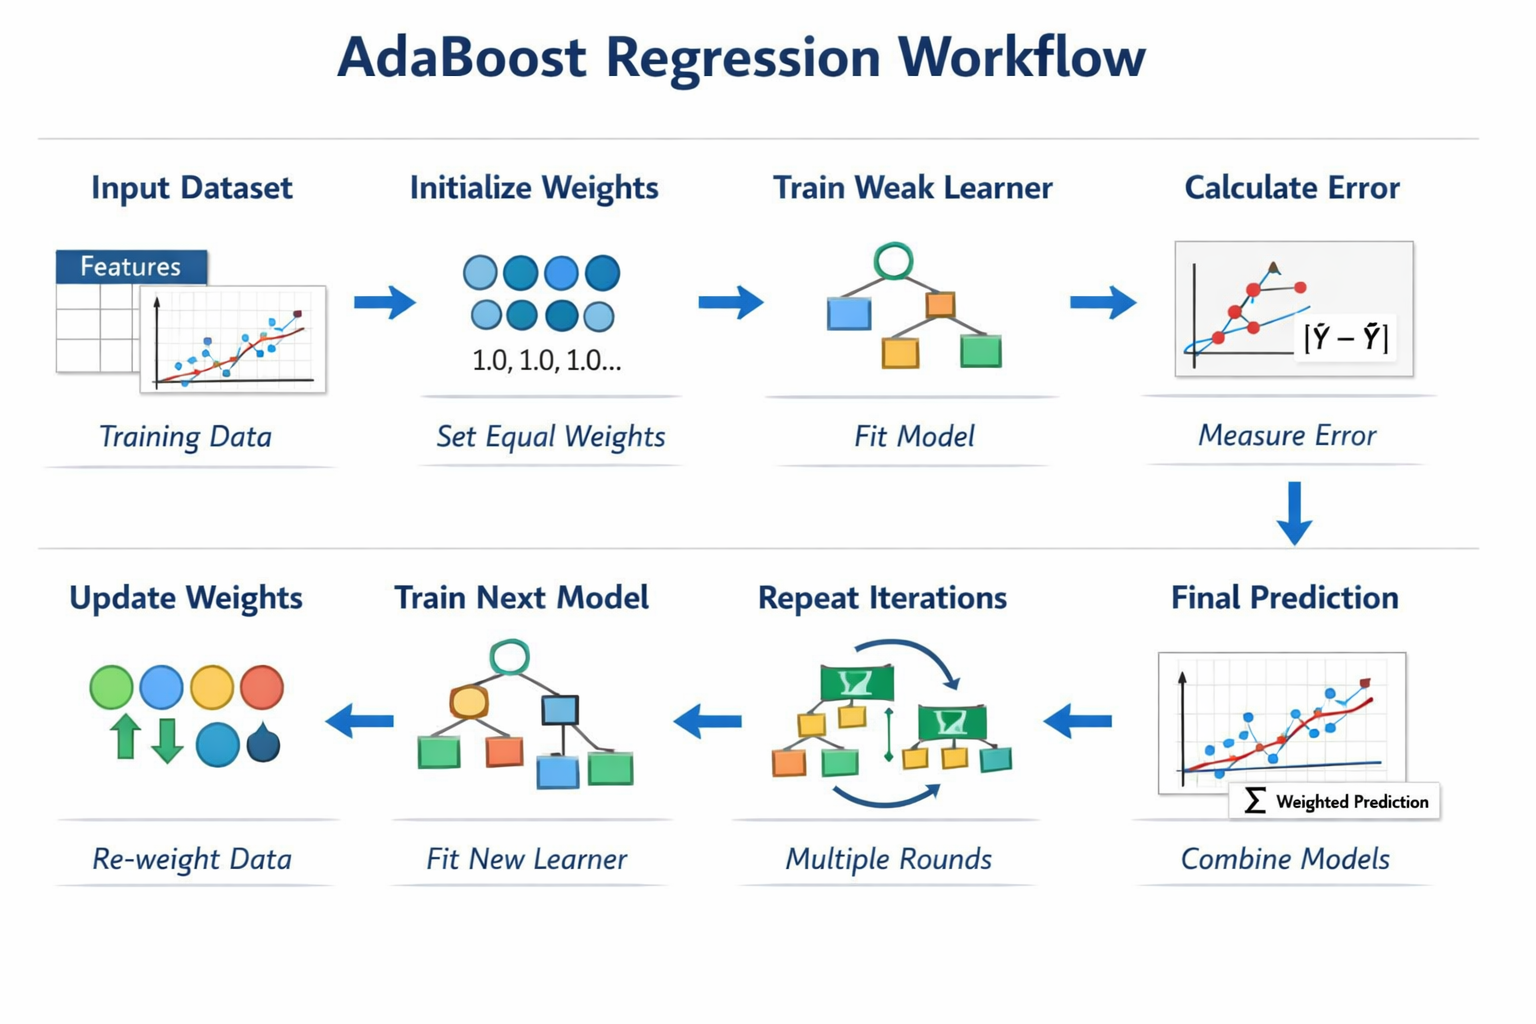 AdaBoost Regression Workflow
Input Dataset
Initialize Weights
Train Weak Learner
Calculate Error
Features
1.0, 1.0, 1.0...
[Ŷ – Ỹ]
Training Data
Set Equal Weights
Fit Model
Measure Error
Update Weights
Train Next Model
Repeat Iterations
Final Prediction
Σ Weighted Prediction
Re-weight Data
Fit New Learner
Multiple Rounds
Combine Models